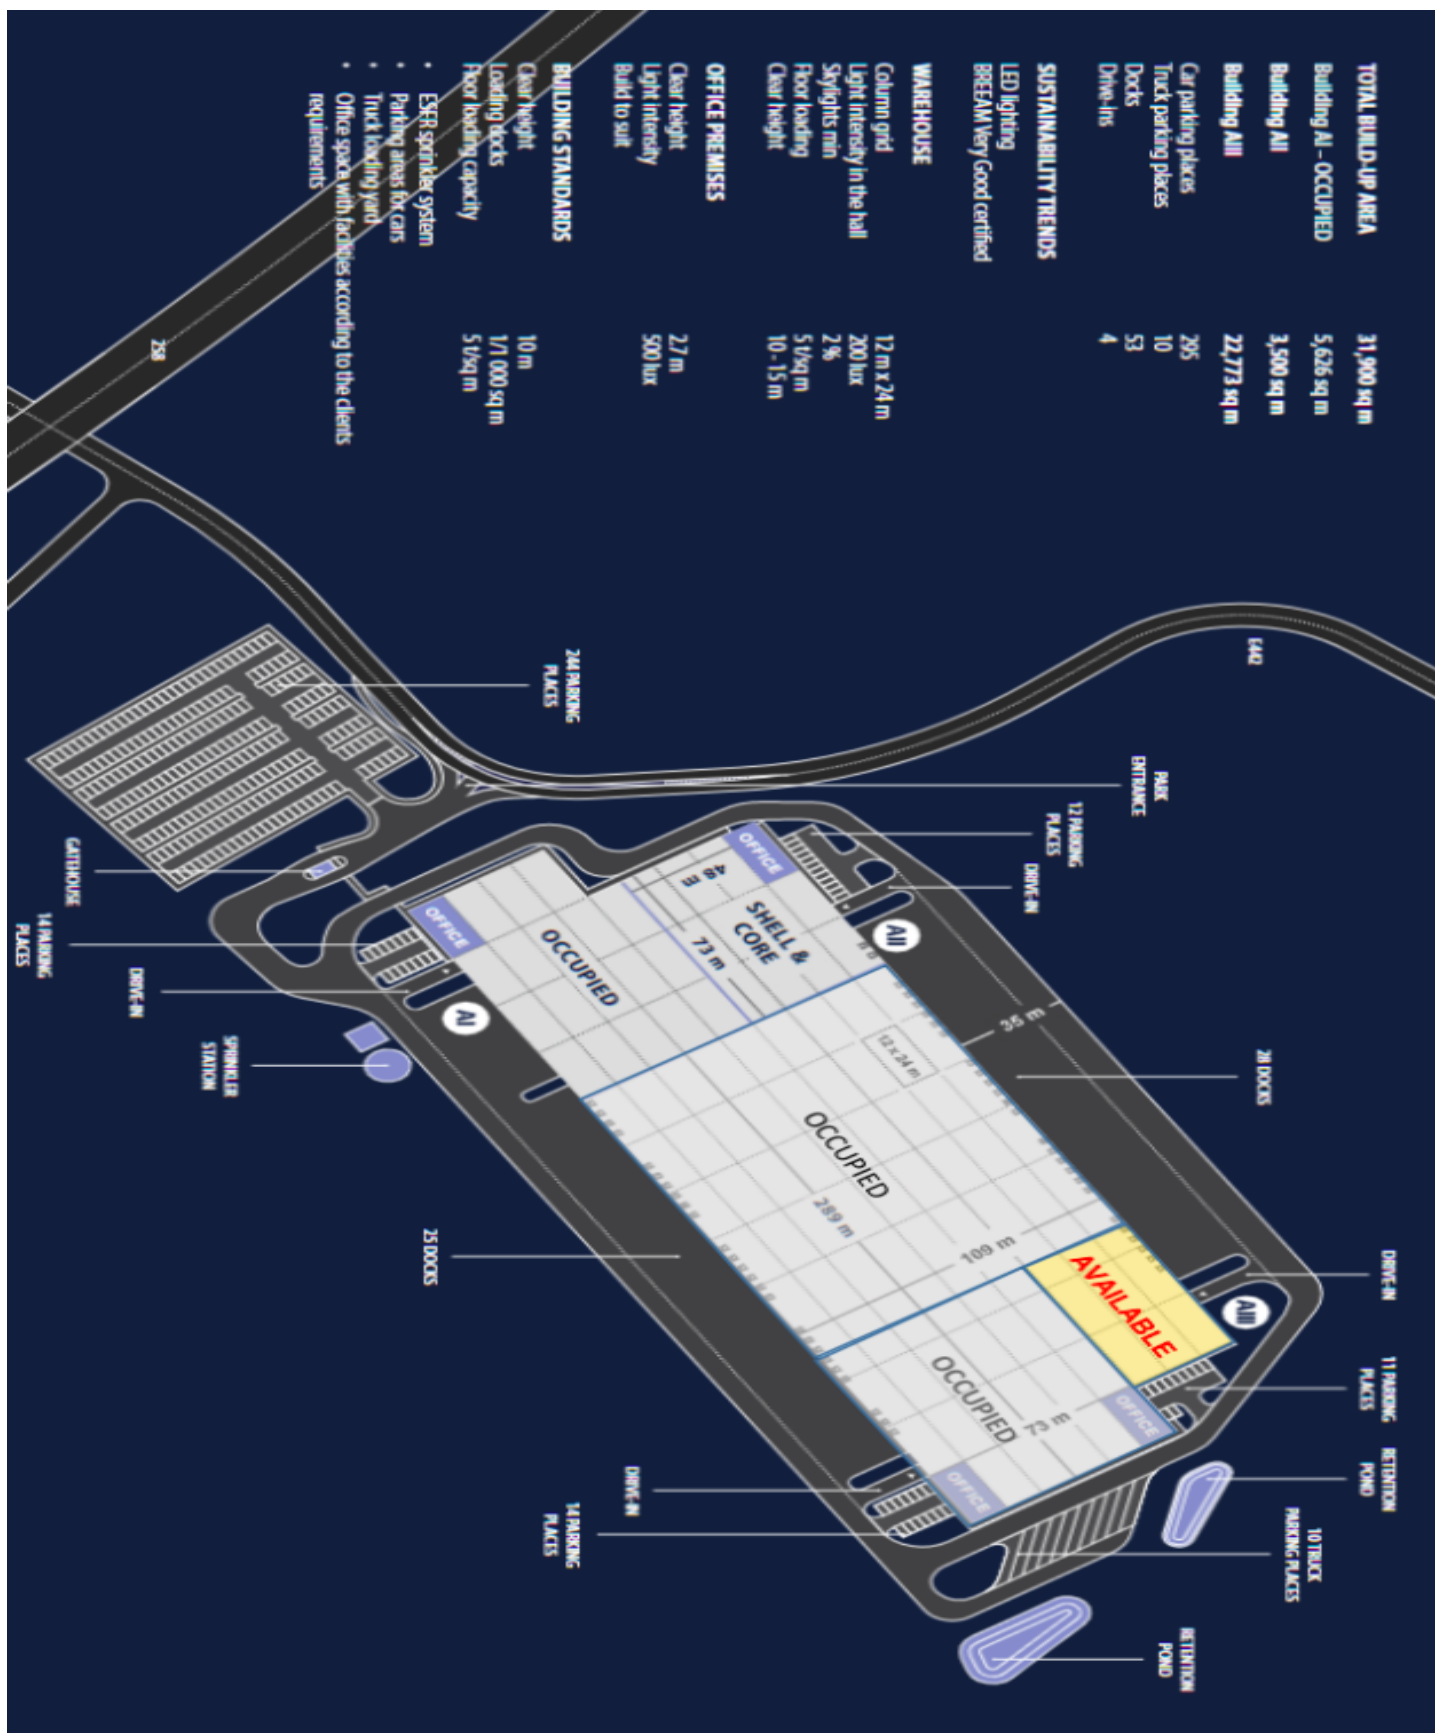 TOTAL BUILD-UP AREA 31,900 sq m
Building AI – OCCUPIED 5,626 sq m
Building AII 3,500 sq m
Building AIII 22,773 sq m
Car parking places 295
Truck parking places 10
Docks 53
Drive-ins 4
SUSTAINABILITY TRENDS
LED lighting
BREEAM Very Good certified
WAREHOUSE
Column grid 12 m x 24 m
Light intensity in the hall 200 lux
Skylights min 2 %
Floor loading 5 t/sq m
Clear height 10 - 15 m
OFFICE PREMISES
Clear height 2.7 m
Light intensity 500 lux
Build to suit
BUILDING STANDARDS
Clear height 10 m
Loading docks 1/1 000 sq m
Floor loading capacity 5 t/sq m
• ESFR sprinkler system
• Parking areas for cars
• Truck loading yard
• Office space with facilities according to the clients
requirements
258
E442
244 PARKING
PLACES
PARK
ENTRANCE
12 PARKING
PLACES
DRIVE-IN
28 DOCKS
DRIVE-IN
11 PARKING
PLACES
RETENTION
POND
10 TRUCK
PARKING PLACES
RETENTION
POND
OFFICE
48 m
SHELL &
CORE
73 m
AII
35 m
12 x 24 m
OCCUPIED
289 m
109 m
AVAILABLE
AIII
OCCUPIED
73 m
OFFICE
OFFICE
OFFICE
OCCUPIED
AI
GATEHOUSE
14 PARKING
PLACES
DRIVE-IN
SPRINKLER
STATION
25 DOCKS
DRIVE-IN
14 PARKING
PLACES